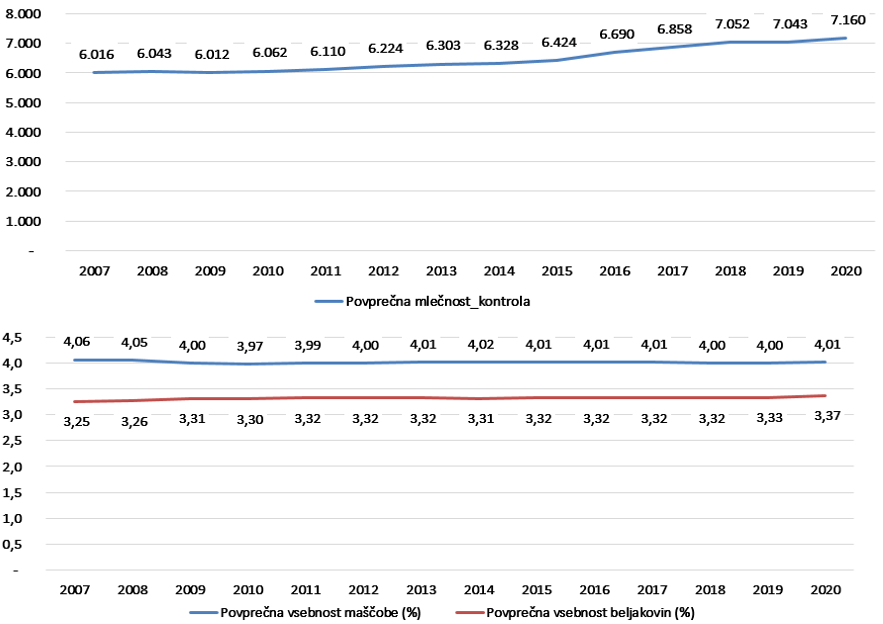 8.000
7.000
6.000
5.000
4.000
3.000
2.000
1.000
-
6.016 6.043 6.012 6.062 6.110 6.224 6.303 6.328 6.424 6.690 6.858 7.052 7.043 7.160
2007 2008 2009 2010 2011 2012 2013 2014 2015 2016 2017 2018 2019 2020
Povprečna mlečnost_kontrola
4,5
4,0
3,5
3,0
2,5
2,0
1,5
1,0
0,5
-
4,06 4,05 4,00 3,97 3,99 4,00 4,01 4,02 4,01 4,01 4,01 4,00 4,00 4,01
3,25 3,26 3,31 3,30 3,32 3,32 3,32 3,31 3,32 3,32 3,32 3,32 3,33 3,37
2007 2008 2009 2010 2011 2012 2013 2014 2015 2016 2017 2018 2019 2020
Povprečna vsebnost maščobe (%) Povprečna vsebnost beljakovin (%)